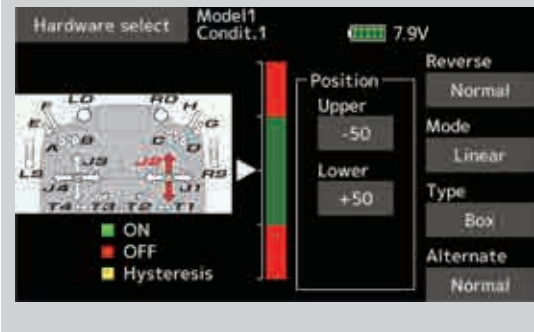 Hardware select
Model1
Condit.1
7.9V
Position
Upper
-50
Lower
+50
Reverse
Normal
Mode
Linear
Type
Box
Alternate
Normal
LD
RD
F
H
E
G
A
B
C
D
J3
J2
LS
RS
J4
J1
T4
T3
T2
T1
ON
OFF
Hysteresis